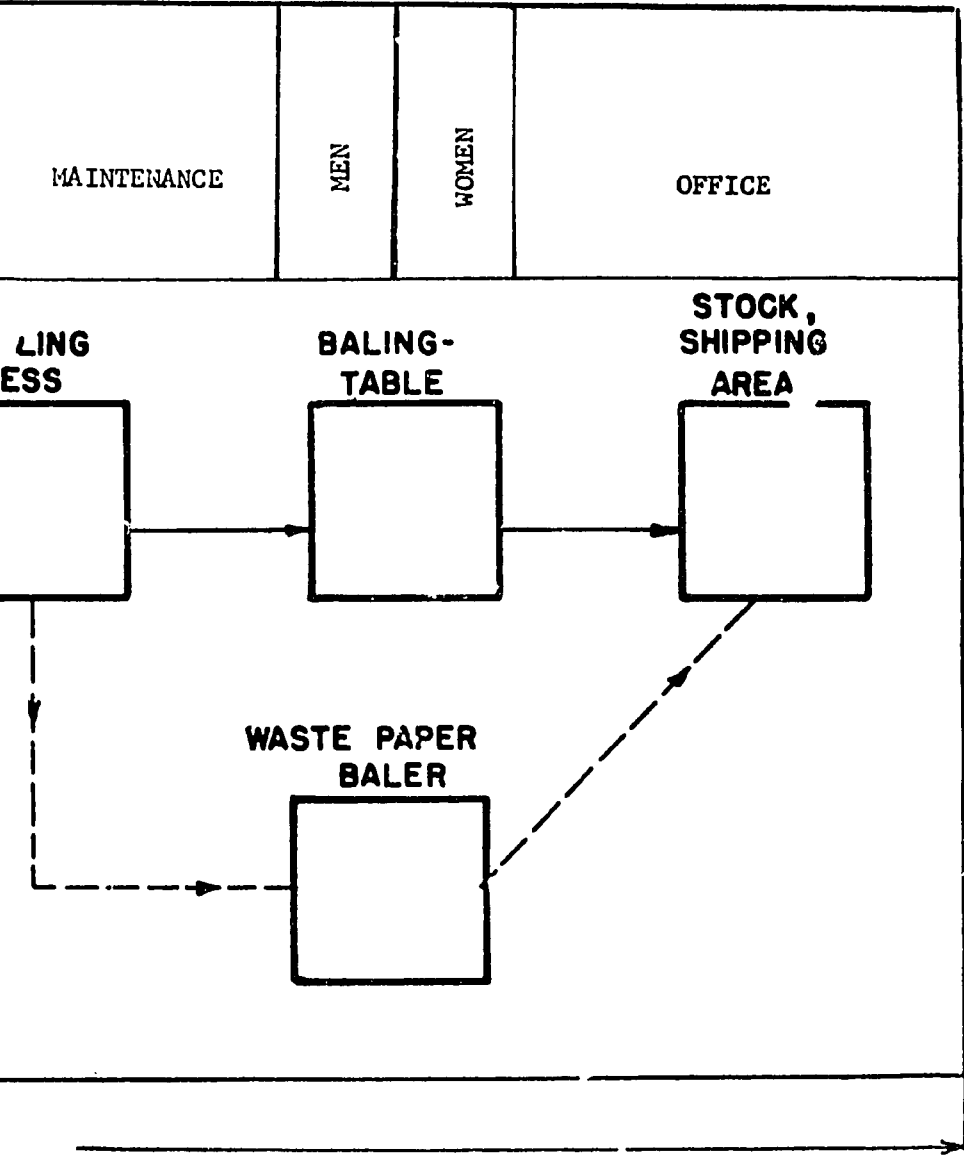 MAINTENANCE
MEN
WOMEN
OFFICE
LING
ESS
BALING-
TABLE
STOCK,
SHIPPING
AREA
WASTE PAPER
BALER